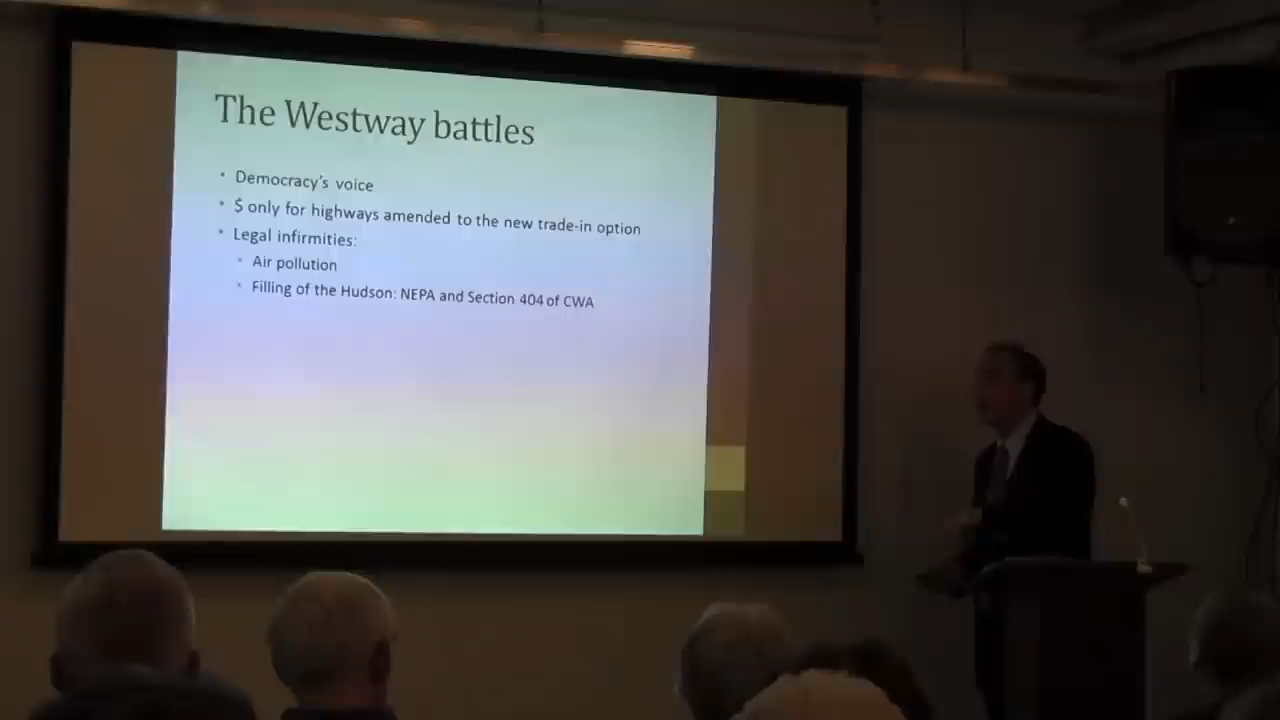 The Westway battles
• Democracy's voice
• $ only for highways amended to the new trade-in option
• Legal infirmities:
• Air pollution
• Filling of the Hudson: NEPA and Section 404 of CWA